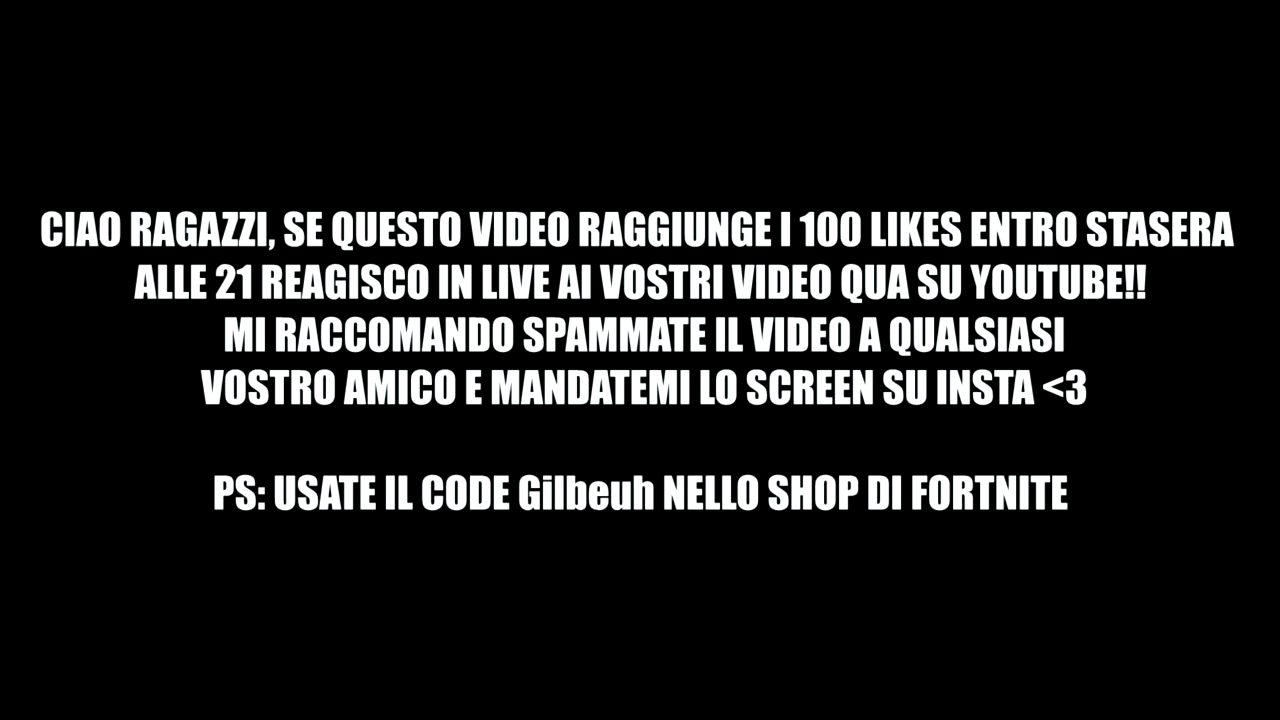 CIAO RAGAZZI, SE QUESTO VIDEO RAGGIUNGE I 100 LIKES ENTRO STASERA
ALLE 21 REAGISCO IN LIVE AI VOSTRI VIDEO QUA SU YOUTUBE!!
MI RACCOMANDO SPAMMATE IL VIDEO A QUALSIASI
VOSTRO AMICO E MANDATEMI LO SCREEN SU INSTA <3
PS: USATE IL CODE Gilbeuh NELLO SHOP DI FORTNITE